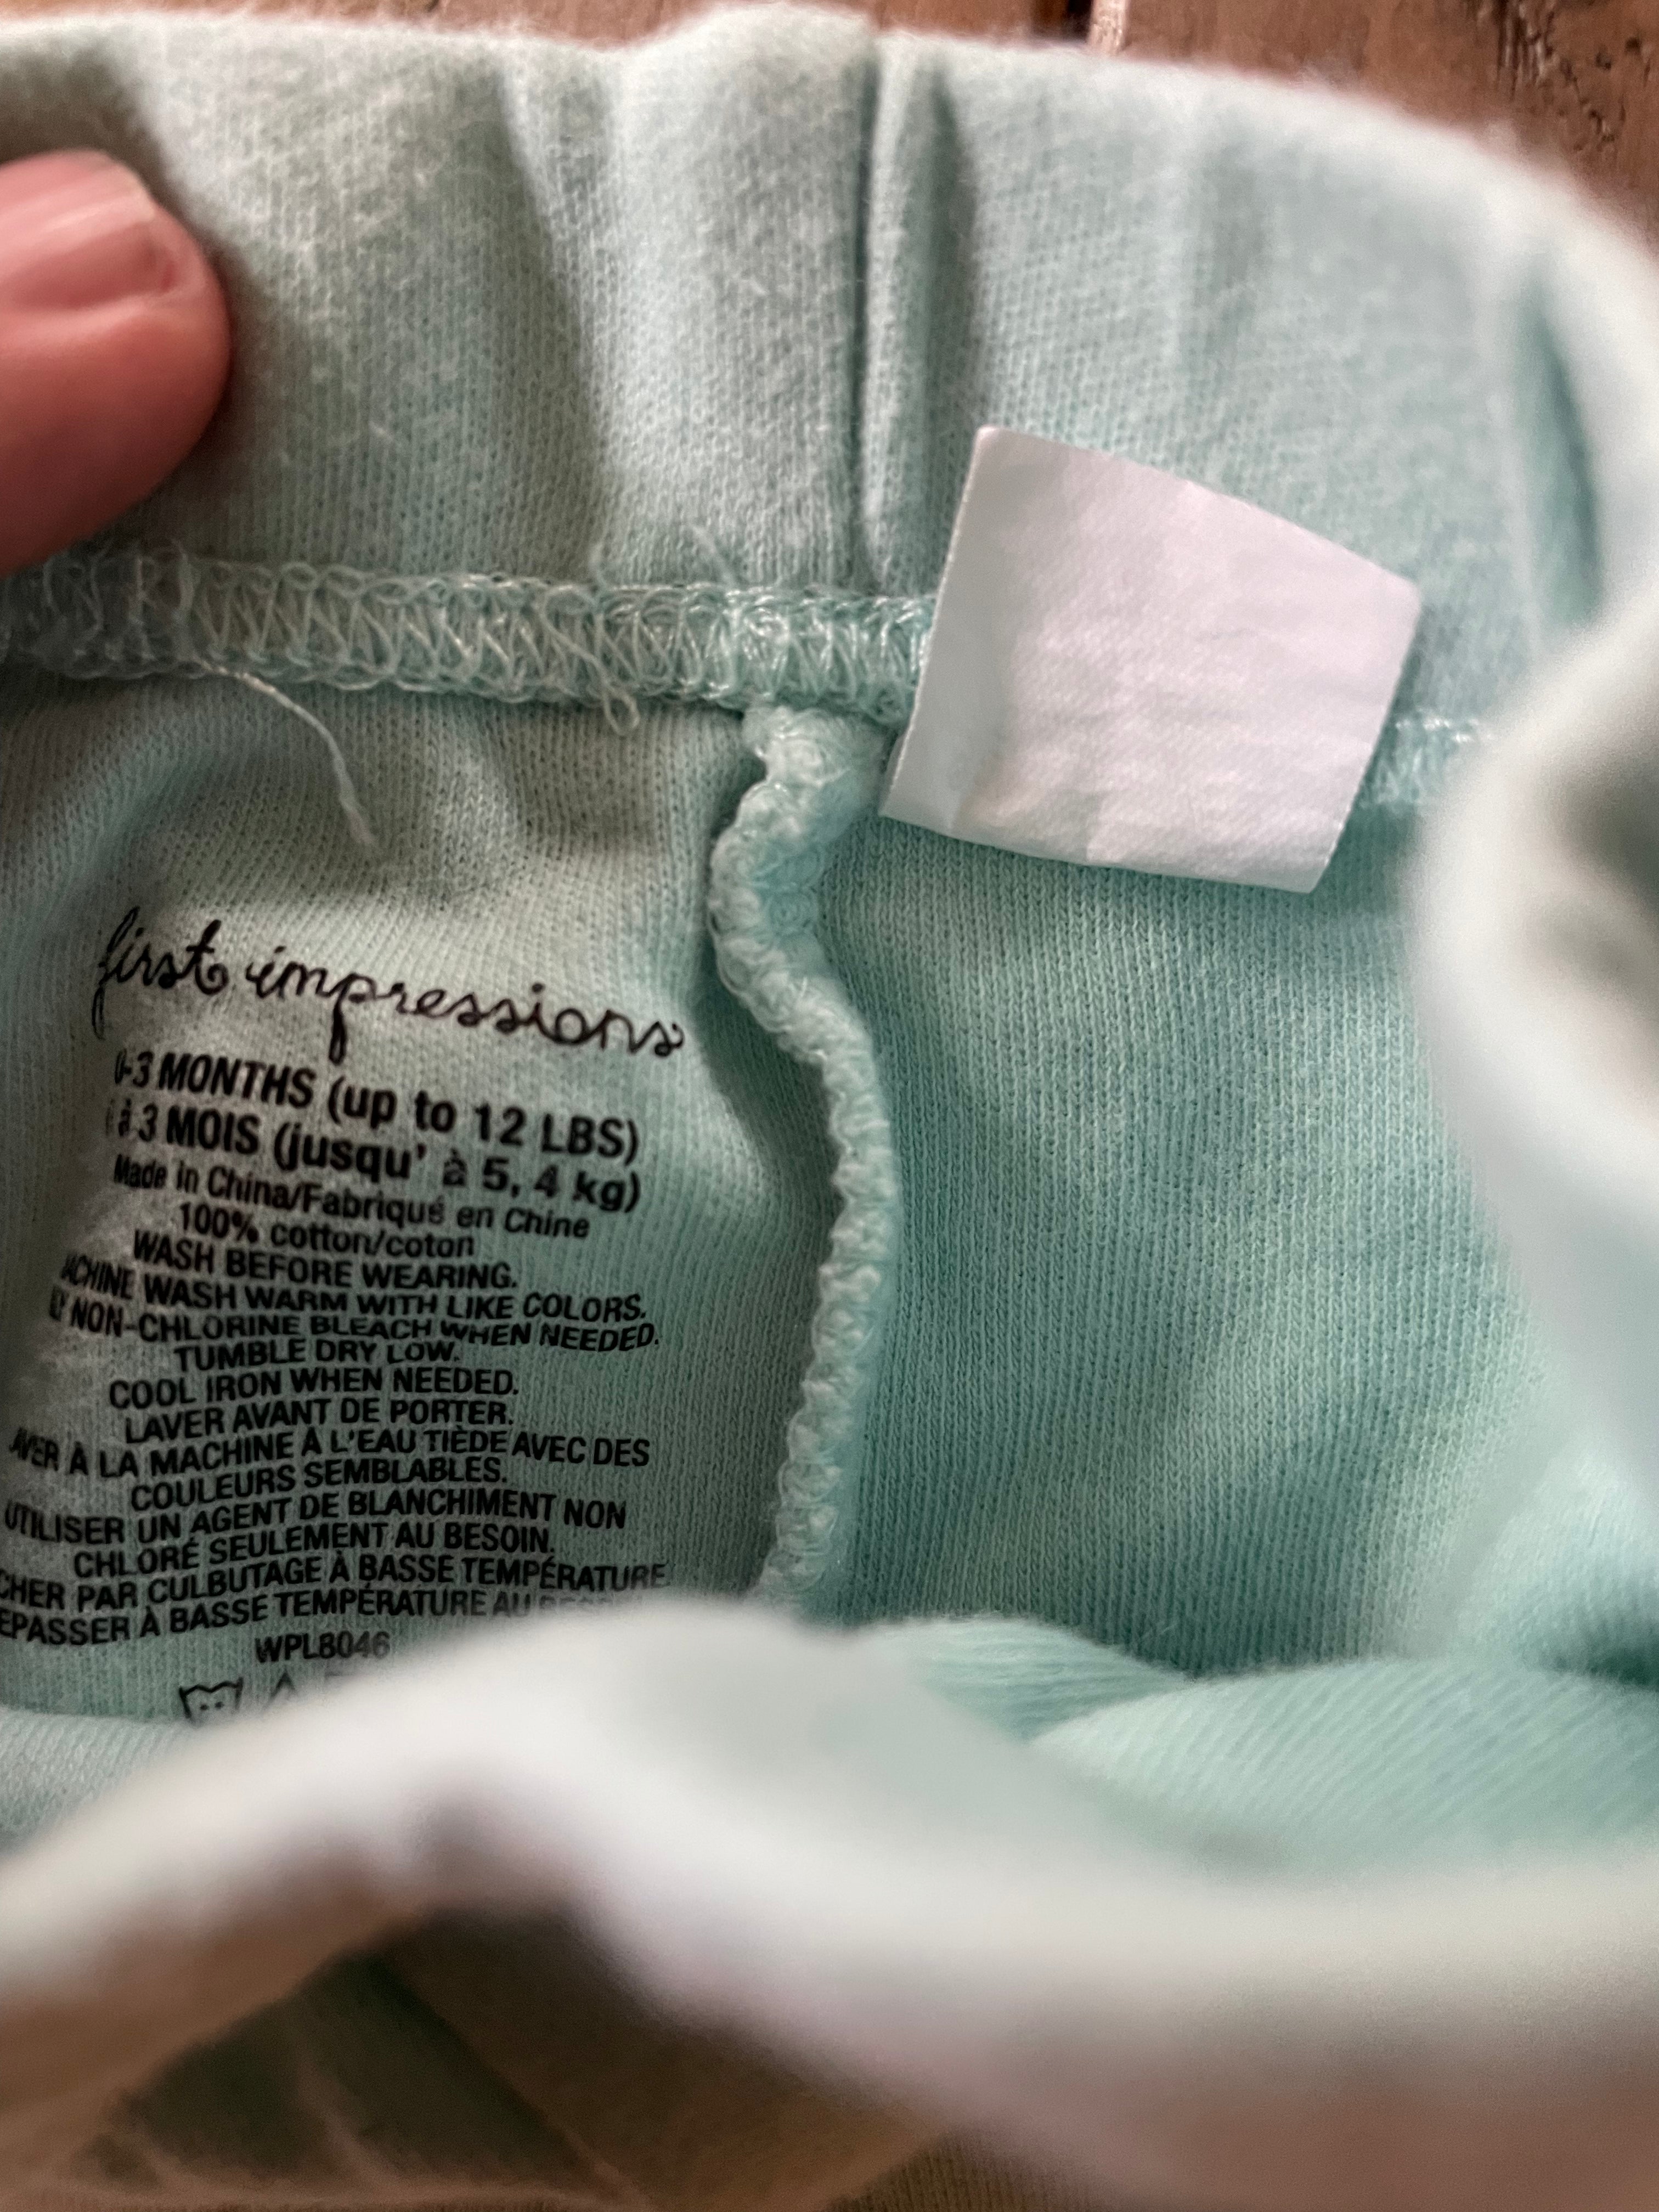 first impressions
0-3 MONTHS (up to 12 LBS)
à 3 MOIS (jusqu' à 5, 4 kg)
Made in China/Fabriqué en Chine
100% cotton/coton
WASH BEFORE WEARING.
WASH WARM WITH LIKE COLORS.
NON-CHLORINE BLEACH WHEN NEEDED.
TUMBLE DRY LOW.
COOL IRON WHEN NEEDED.
LAVER AVANT DE PORTER.
À LA MACHINE À L'EAU TIÈDE AVEC DES
COULEURS SEMBLABLES.
UTILISER UN AGENT DE BLANCHIMENT NON
CHLORÉ SEULEMENT AU BESOIN.
PAR CULBUTAGE À BASSE TEMPÉRATURE
À BASSE TEMPÉRATURE AU
WPL8046